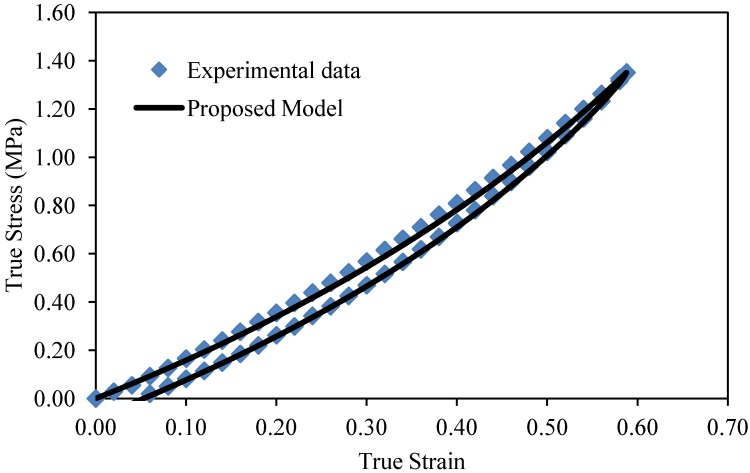 1.60
1.40
1.20
1.00
0.80
0.60
0.40
0.20
0.00
True Stress (MPa)
Experimental data
Proposed Model
0.00 0.10 0.20 0.30 0.40 0.50 0.60 0.70
True Strain